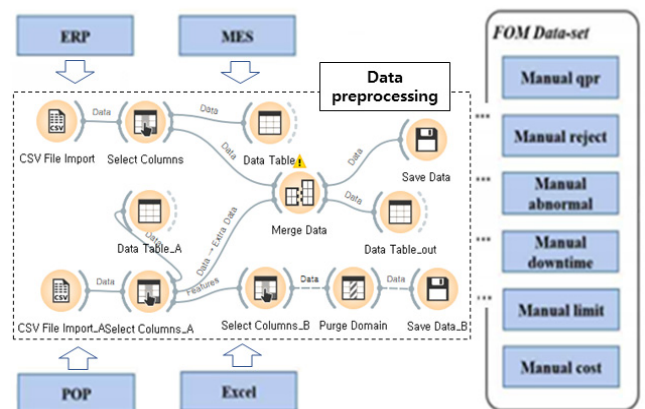 ERP
MES
FOM Data-set
Data
preprocessing
Manual qpr
Data
Data
CSV
CSV File Import
Select Columns
Data Table
Data
Data
Save Data
Manual reject
Manual
abnormal
Data
Merge Data
Data Table_out
Data
Data Table_A
Data → Extra Data
Manual
downtime
Data
CSV
Features
Data
Data
CSV File Import_A
Select Columns_A
Select Columns_B
Purge Domain
Save Data_B
Manual limit
Manual cost
POP
Excel